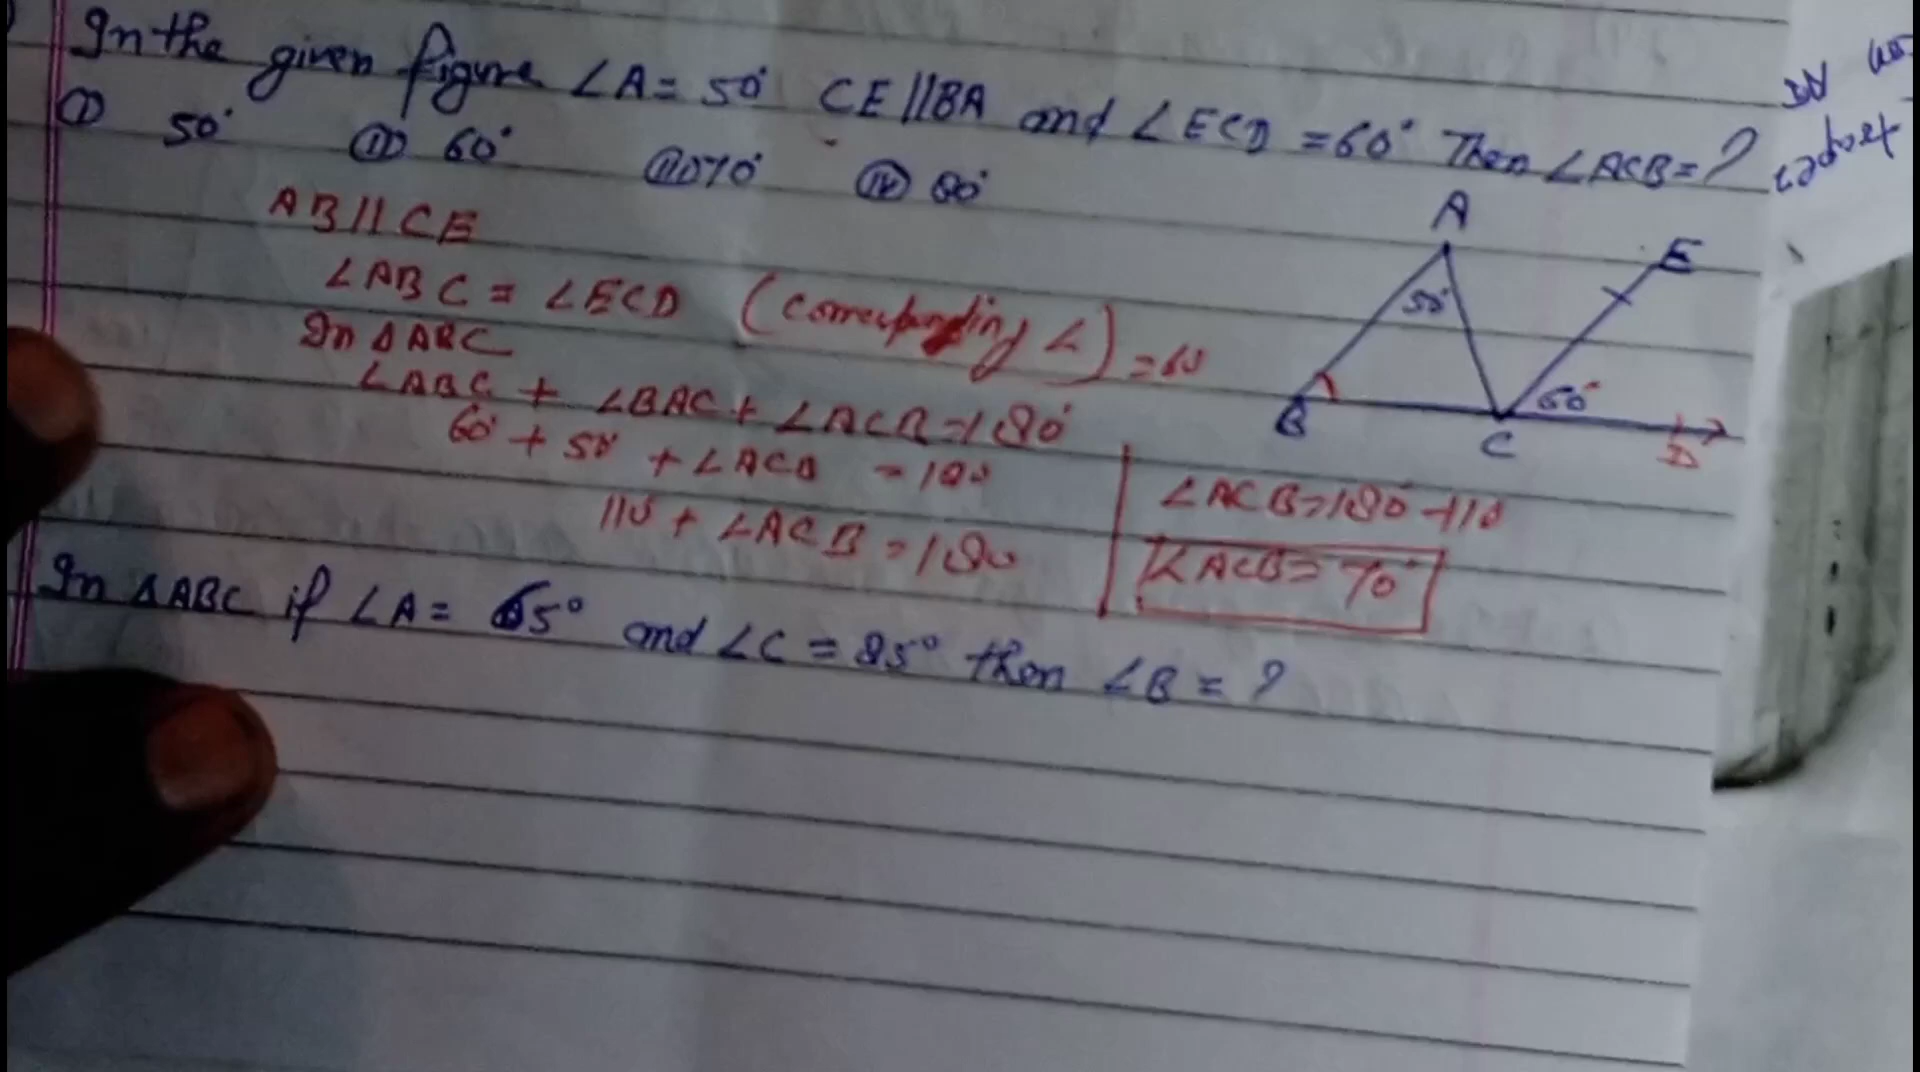 In the given figure ∠A = 50° CE||BA and ∠ECD = 60° Then ∠ACB = ?
(I) 50° (II) 60° (III) 70° (IV) 80°
AB || CE
∠ABC = ∠ECD (corresponding ∠) = 60
In △ABC
∠ABC + ∠BAC + ∠ACB = 180°
60° + 50° + ∠ACB = 180
110 + ∠ACB = 180
∠ACB = 180° - 110
∠ACB = 70°
A
E
50°
60°
B
C
D
In △ABC if ∠A = 65° and ∠C = 85° then ∠B = ?